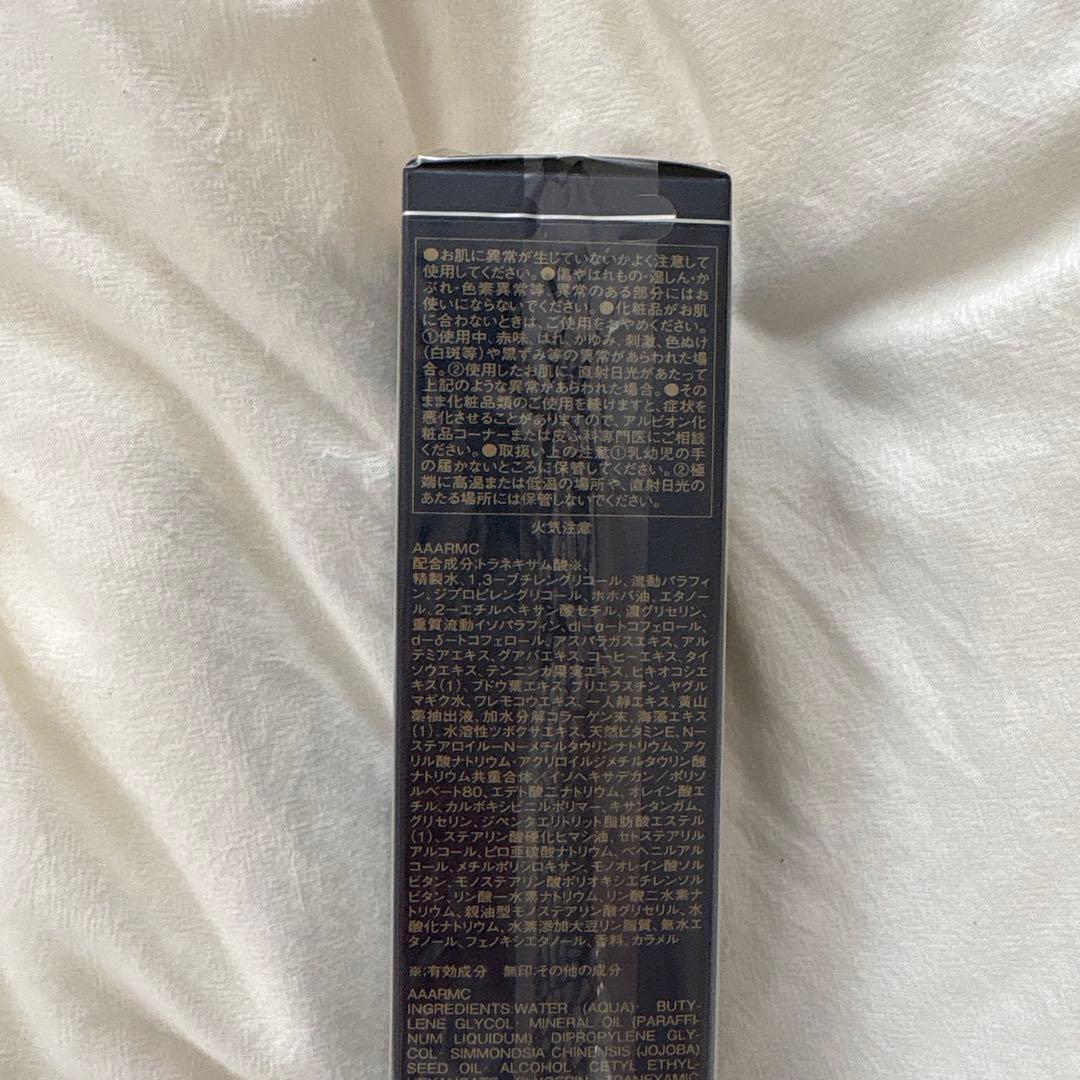 ●お肌に異常が生じていないかよく注意して
使用してください。●傷やはれもの・湿しん・か
ぶれ・色素異常等、異常のある部分にはお
使いにならないでください。●化粧品がお肌
に合わないときは、ご使用をおやめください。
①使用中、赤味、はれ、かゆみ、刺激、色ぬけ
(白斑等)や黒ずみ等の異常があらわれた場
合。②使用したお肌に、直射日光があたって
上記のような異常があらわれた場合。●その
まま化粧品類のご使用を続けますと、症状を
悪化させることがありますので、アルビオン化
粧品コーナーまたは皮ふ科専門医にご相談
ください。●取扱い上の注意①乳幼児の手
の届かないところに保管してください。②極
端に高温または低温の場所や、直射日光の
あたる場所には保管しないでください。
火気注意
AAARMC
配合成分:トラネキサム酸※、
精製水、1,3-ブチレングリコール、流動パラフィ
ン、ジプロピレングリコール、ホホバ油、エタノー
ル、2-エチルヘキサン酸セチル、濃グリセリン、
重質流動イソパラフィン、dl-α-トコフェロール、
d-δ-トコフェロール、アスパラガスエキス、アル
テミアエキス、グアバエキス、コーヒーエキス、タイ
ソウエキス、テンニンカ果実エキス、ヒキオコシエ
キス(1)、ブドウ葉エキス、プリエラスチン、ヤグル
マギク水、ワレモコウエキス、一人静エキス、黄山
薬抽出液、加水分解コラーゲン末、海藻エキス
(1)、水溶性ツボクサエキス、天然ビタミンE、N-
ステアロイル-N-メチルタウリンナトリウム、アク
リル酸ナトリウム・アクリロイルジメチルタウリン酸
ナトリウム共重合体/イソヘキサデカン/ポリソ
ルベート80、エデト酸二ナトリウム、オレイン酸エ
チル、カルボキシビニルポリマー、キサンタンガム、
グリセリン、ジペンタエリトリット脂肪酸エステル
(1)、ステアリン酸硬化ヒマシ油、セトステアリル
アルコール、ピロ亜硫酸ナトリウム、ベヘニルアル
コール、メチルポリシロキサン、モノオレイン酸ソル
ビタン、モノステアリン酸ポリオキシエチレンソル
ビタン、リン酸一水素ナトリウム、リン酸二水素ナ
トリウム、親油型モノステアリン酸グリセリル、水
酸化ナトリウム、水素添加大豆リン脂質、無水エ
タノール、フェノキシエタノール、香料、カラメル
※:有効成分 無印:その他の成分
AAARMC
INGREDIENTS:WATER (AQUA)· BUTY-
LENE GLYCOL· MINERAL OIL (PARAFFI-
NUM LIQUIDUM)· DIPROPYLENE GLY-
COL· SIMMONDSIA CHINENSIS (JOJOBA)
SEED OIL· ALCOHOL· CETYL ETHYL-
HEXANOATE· GLYCERIN· TRANEXAMIC